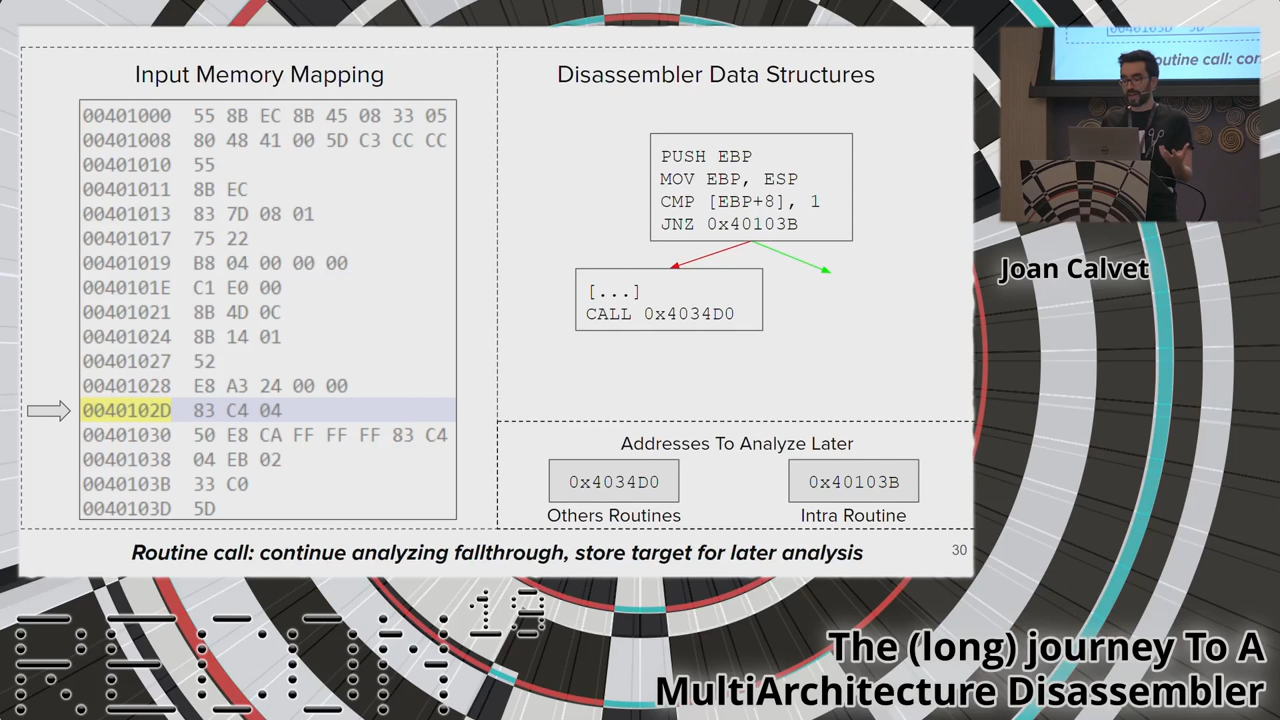 Input Memory Mapping
00401000 55 8B EC 8B 45 08 33 05
00401008 80 48 41 00 5D C3 CC CC
00401010 55
00401011 8B EC
00401013 83 7D 08 01
00401017 75 22
00401019 B8 04 00 00 00
0040101E C1 E0 00
00401021 8B 4D 0C
00401024 8B 14 01
00401027 52
00401028 E8 A3 24 00 00
0040102D 83 C4 04
00401030 50 E8 CA FF FF FF 83 C4
00401038 04 EB 02
0040103B 33 C0
0040103D 5D
Disassembler Data Structures
PUSH EBP
MOV EBP, ESP
CMP [EBP+8], 1
JNZ 0x40103B
[...]
CALL 0x4034D0
Addresses To Analyze Later
0x4034D0 0x40103B
Others Routines Intra Routine
Routine call: continue analyzing fallthrough, store target for later analysis
30
outine call: con
Joan Calvet
RECON 18
The (long) journey To A
MultiArchitecture Disassembler